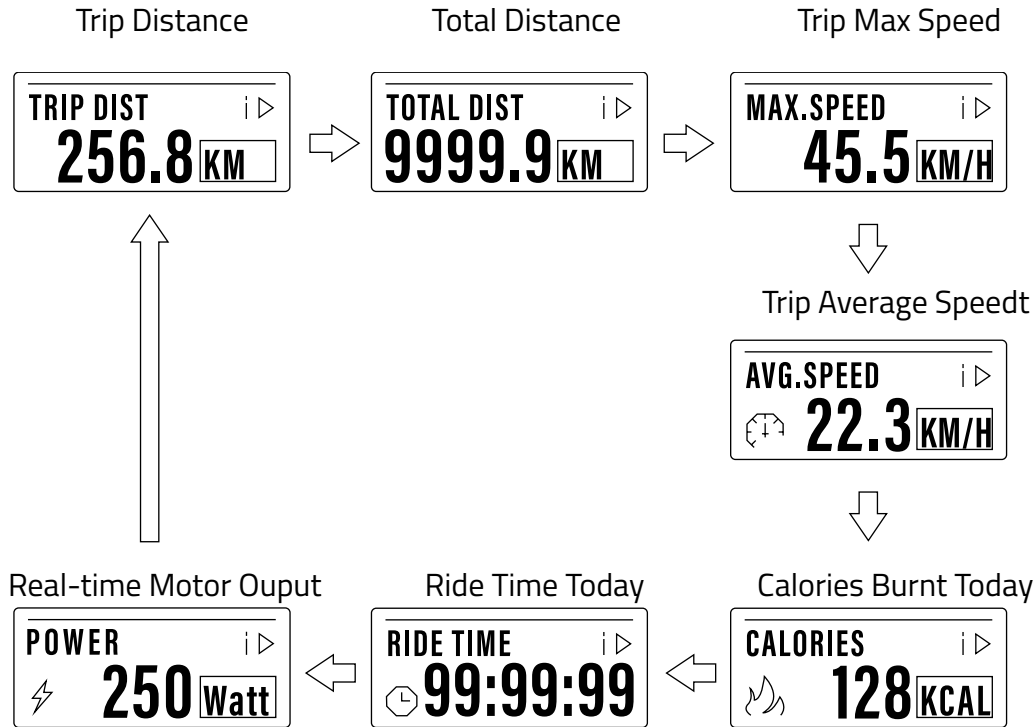 Trip Distance
TRIP DIST i
256.8 KM
Total Distance
TOTAL DIST i
9999.9 KM
Trip Max Speed
MAX.SPEED i
45.5 KM/H
Trip Average Speedt
AVG.SPEED i
22.3 KM/H
Calories Burnt Today
CALORIES i
128 KCAL
Ride Time Today
RIDE TIME i
99:99:99
Real-time Motor Ouput
POWER i
250 Watt